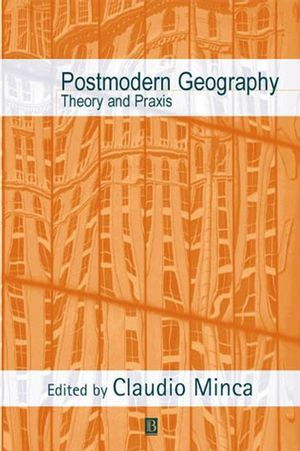 Postmodern Geography
Theory and Praxis
Edited by Claudio Minca
B